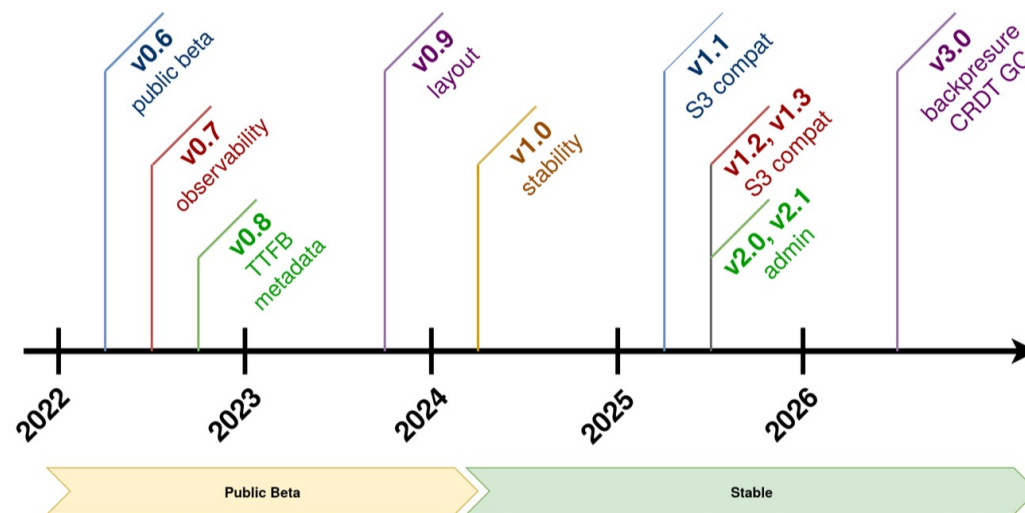 v0.6
public beta
v0.7
observability
v0.8
TTFB
metadata
v0.9
layout
v1.0
stability
v1.1
S3 compat
v1.2, v1.3
S3 compat
v2.0, v2.1
admin
v3.0
backpresure
CRDT GC
2022
2023
2024
2025
2026
Public Beta
Stable